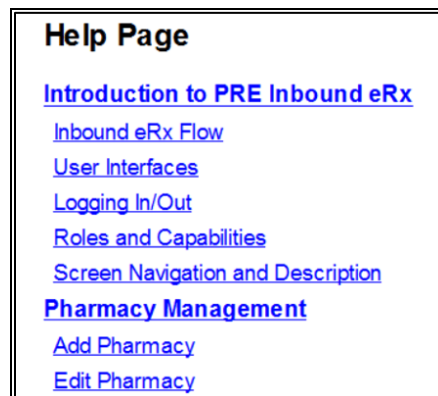 Help Page
Introduction to PRE Inbound eRx
Inbound eRx Flow
User Interfaces
Logging In/Out
Roles and Capabilities
Screen Navigation and Description
Pharmacy Management
Add Pharmacy
Edit Pharmacy